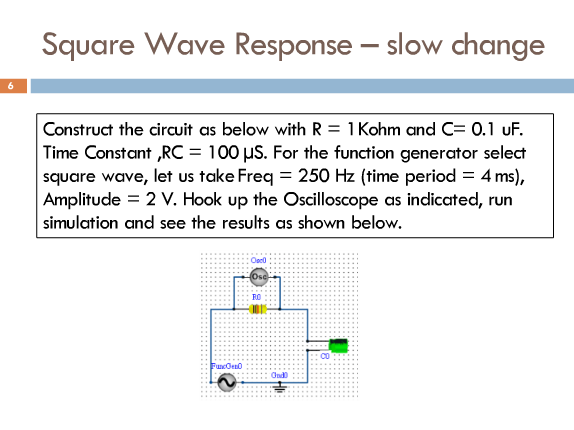 Square Wave Response – slow change
6
Construct the circuit as below with R = 1Kohm and C= 0.1 uF.
Time Constant ,RC = 100 µS. For the function generator select
square wave, let us take Freq = 250 Hz (time period = 4 ms),
Amplitude = 2 V. Hook up the Oscilloscope as indicated, run
simulation and see the results as shown below.
Osc0
Osc
R0
C0
FuncGen0
Gnd0